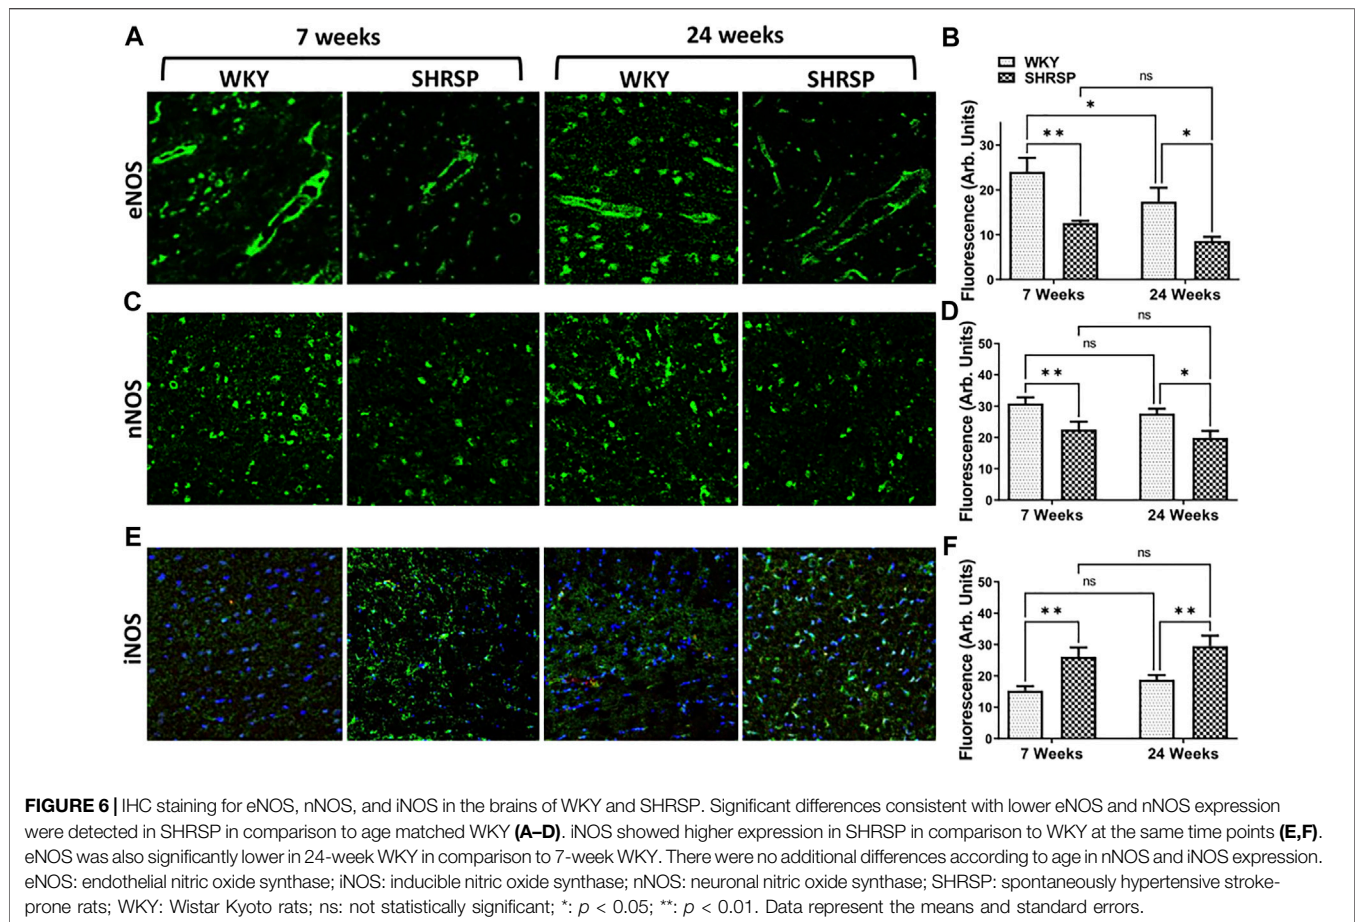 A
7 weeks
24 weeks
WKY
SHRSP
WKY
SHRSP
eNOS
B
WKY
SHRSP
ns
*
**
*
Fluorescence (Arb. Units)
30
20
10
0
7 Weeks
24 Weeks
C
nNOS
D
ns
ns
**
*
Fluorescence (Arb. Units)
50
40
30
20
10
0
7 Weeks
24 Weeks
E
iNOS
F
ns
ns
**
**
Fluorescence (Arb. Units)
50
40
30
20
10
0
7 Weeks
24 Weeks
FIGURE 6 | IHC staining for eNOS, nNOS, and iNOS in the brains of WKY and SHRSP. Significant differences consistent with lower eNOS and nNOS expression
were detected in SHRSP in comparison to age matched WKY (A–D). iNOS showed higher expression in SHRSP in comparison to WKY at the same time points (E,F).
eNOS was also significantly lower in 24-week WKY in comparison to 7-week WKY. There were no additional differences according to age in nNOS and iNOS expression.
eNOS: endothelial nitric oxide synthase; iNOS: inducible nitric oxide synthase; nNOS: neuronal nitric oxide synthase; SHRSP: spontaneously hypertensive stroke-
prone rats; WKY: Wistar Kyoto rats; ns: not statistically significant; *: p < 0.05; **: p < 0.01. Data represent the means and standard errors.